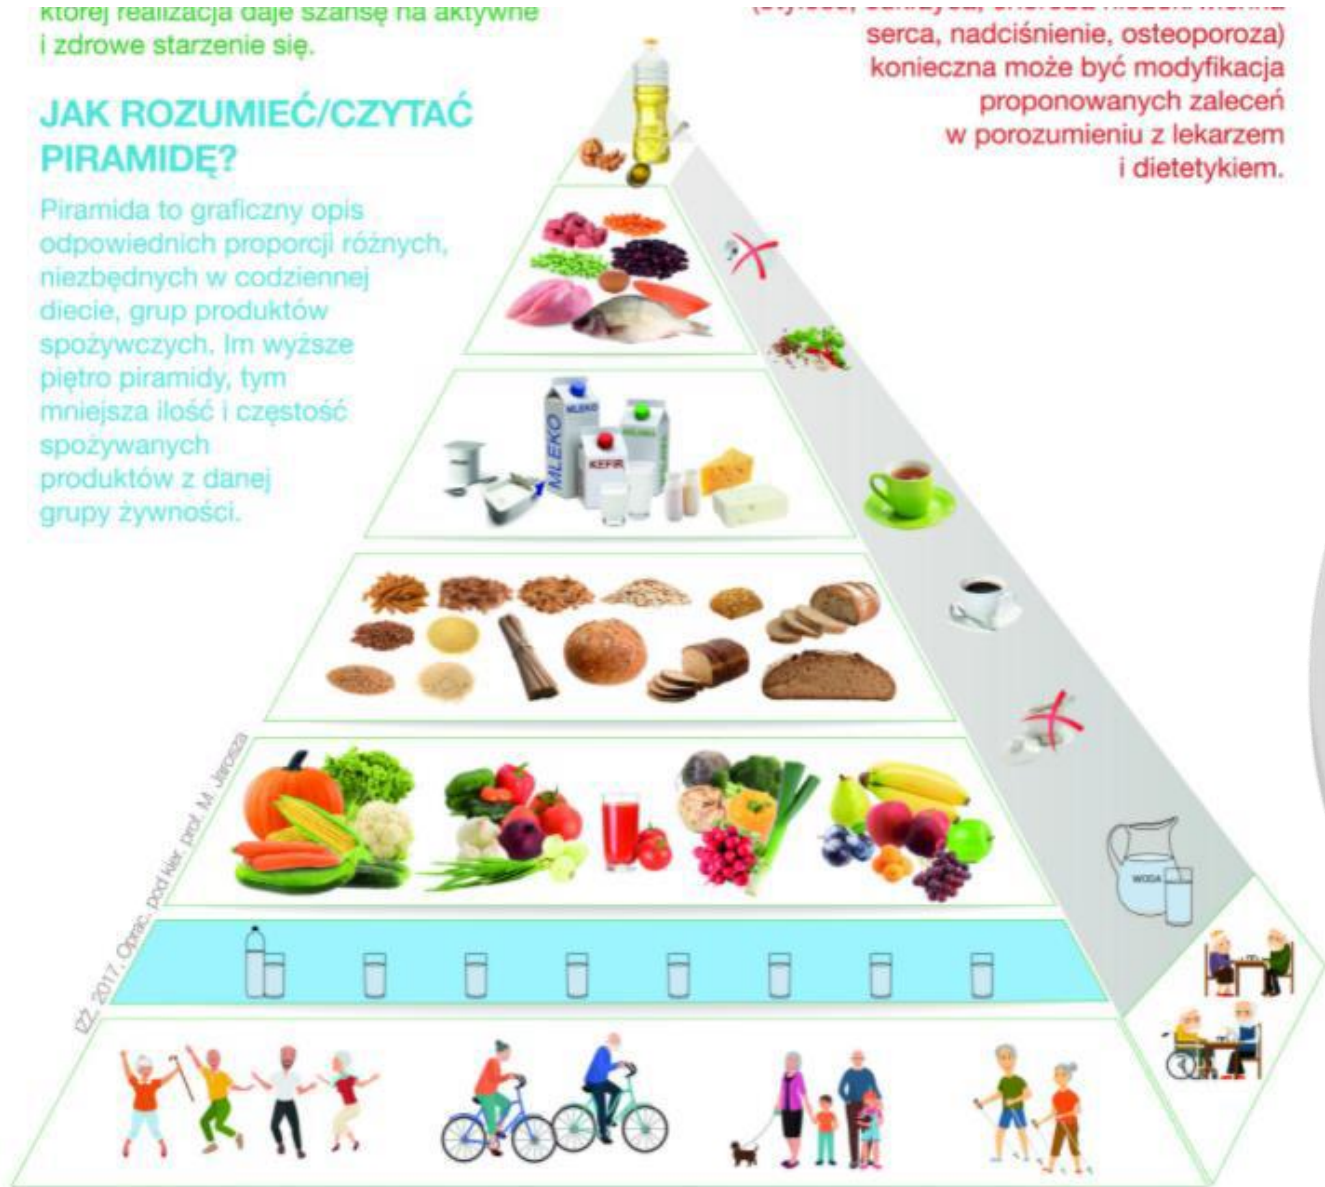 której realizacja daje szansę na aktywne
i zdrowe starzenie się.
JAK ROZUMIEĆ/CZYTAĆ
PIRAMIDĘ?
Piramida to graficzny opis
odpowiednich proporcji różnych,
niezbędnych w codziennej
diecie, grup produktów
spożywczych. Im wyższe
piętro piramidy, tym
mniejsza ilość i częstość
spożywanych
produktów z danej
grupy żywności.
serca, nadciśnienie, osteoporoza)
konieczna może być modyfikacja
proponowanych zaleceń
w porozumieniu z lekarzem
i dietetykiem.
MLEKO
MLEKO
KEFIR
WODA
IŻŻ, 2017, Oprac. pod kier. prof. M. Jarosza